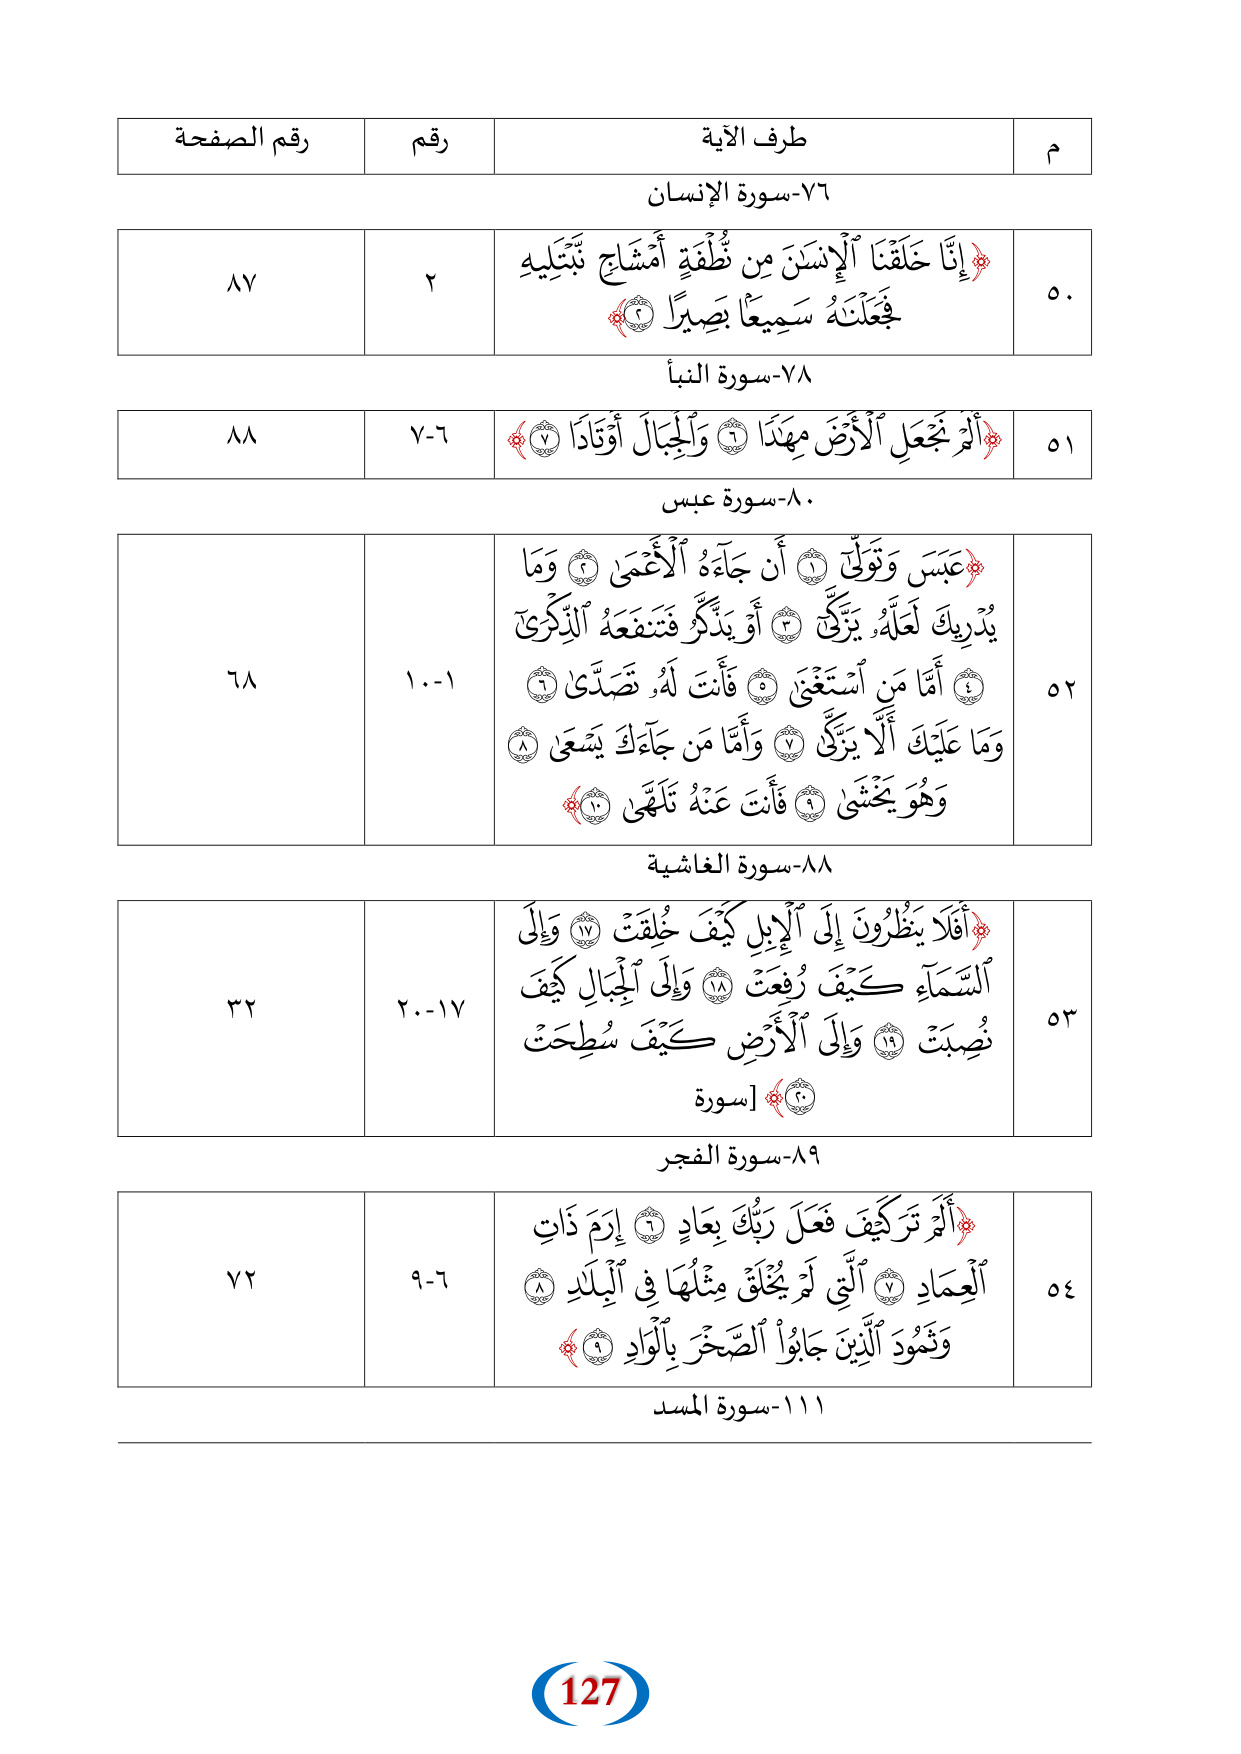 م طرف الآية رقم رقم الصفحة
٧٦-سورة الإنسان
٥٠ ﴿إِنَّا خَلَقْنَا ٱلْإِنسَٰنَ مِن نُّطْفَةٍ أَمْشَاجٍ نَّبْتَلِيهِ ٢ ٨٧
فَجَعَلْنَٰهُ سَمِيعًۢا بَصِيرًا ٢﴾
٧٨-سورة النبأ
٥١ ﴿أَلَمْ نَجْعَلِ ٱلْأَرْضَ مِهَٰدًا ٦ وَٱلْجِبَالَ أَوْتَادًا ٧﴾ ٦-٧ ٨٨
٨٠-سورة عبس
٥٢ ﴿عَبَسَ وَتَوَلَّىٰٓ ١ أَن جَآءَهُ ٱلْأَعْمَىٰ ٢ وَمَا ١-١٠ ٦٨
يُدْرِيكَ لَعَلَّهُۥ يَزَّكَّىٰٓ ٣ أَوْ يَذَّكَّرُ فَتَنفَعَهُ ٱلذِّكْرَىٰٓ
٤ أَمَّا مَنِ ٱسْتَغْنَىٰ ٥ فَأَنتَ لَهُۥ تَصَدَّىٰ ٦
وَمَا عَلَيْكَ أَلَّا يَزَّكَّىٰ ٧ وَأَمَّا مَن جَآءَكَ يَسْعَىٰ ٨
وَهُوَ يَخْشَىٰ ٩ فَأَنتَ عَنْهُ تَلَهَّىٰ ١٠﴾
٨٨-سورة الغاشية
٥٣ ﴿أَفَلَا يَنظُرُونَ إِلَى ٱلْإِبِلِ كَيْفَ خُلِقَتْ ١٧ وَإِلَى ١٧-٢٠ ٣٢
ٱلسَّمَآءِ كَيْفَ رُفِعَتْ ١٨ وَإِلَى ٱلْجِبَالِ كَيْفَ
نُصِبَتْ ١٩ وَإِلَى ٱلْأَرْضِ كَيْفَ سُطِحَتْ
٢٠﴾ [سورة
٨٩-سورة الفجر
٥٤ ﴿أَلَمْ تَرَ كَيْفَ فَعَلَ رَبُّكَ بِعَادٍ ٦ إِرَمَ ذَاتِ ٦-٩ ٧٢
ٱلْعِمَادِ ٧ ٱلَّتِي لَمْ يُخْلَقْ مِثْلُهَا فِي ٱلْبِلَٰدِ ٨
وَثَمُودَ ٱلَّذِينَ جَابُوا۟ ٱلصَّخْرَ بِٱلْوَادِ ٩ ﴾
١١١-سورة المسد
127